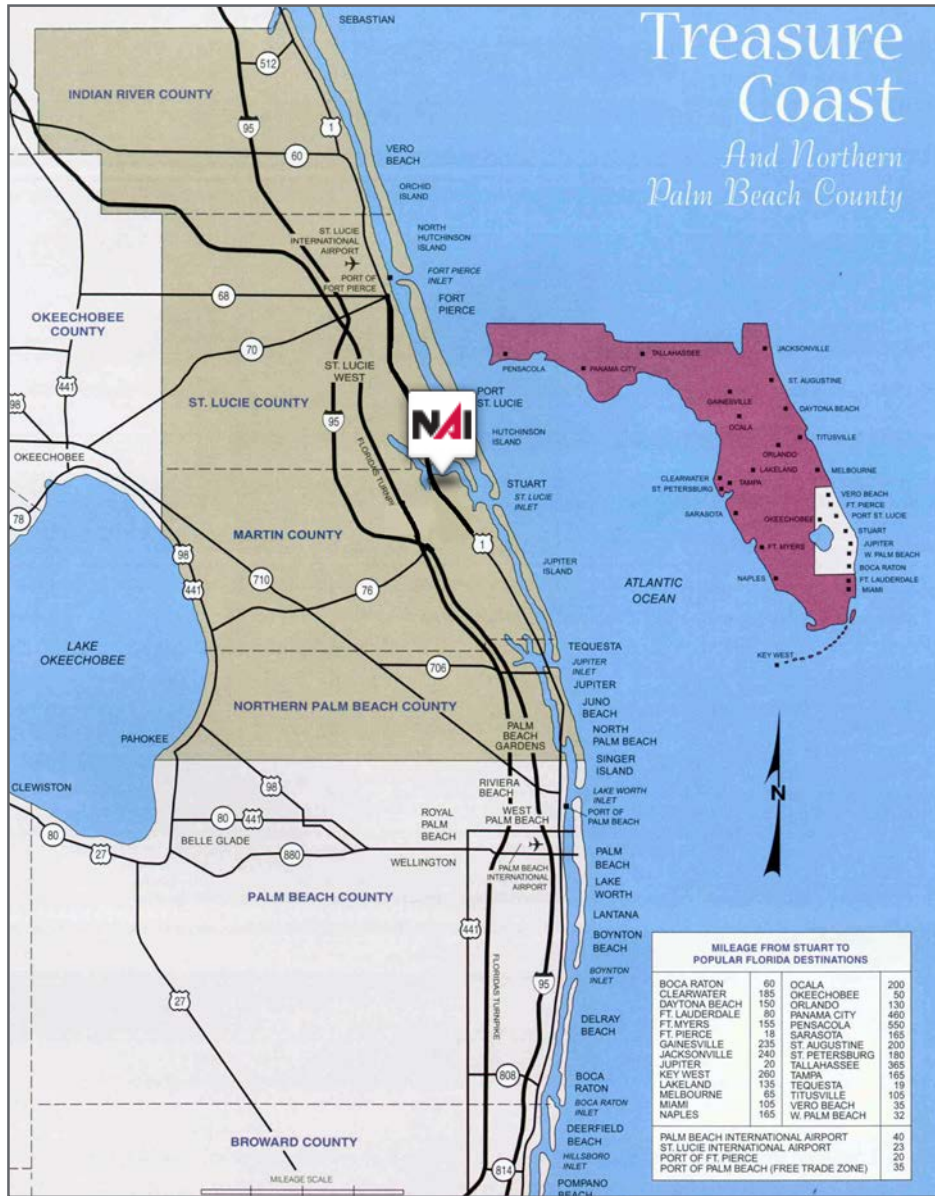 Treasure
Coast
And Northern
Palm Beach County
SEBASTIAN
512
INDIAN RIVER COUNTY
95
1
60
VERO
BEACH
ORCHID
ISLAND
ST. LUCIE
INTERNATIONAL
AIRPORT
NORTH
HUTCHINSON
ISLAND
PORT OF
FORT PIERCE
FORT PIERCE
INLET
FORT
PIERCE
68
OKEECHOBEE
COUNTY
70
ST. LUCIE
WEST
441
98
ST. LUCIE COUNTY
95
NAI
PORT
ST. LUCIE
HUTCHINSON
ISLAND
OKEECHOBEE
FLORIDAS TURNPI
STUART
ST. LUCIE
INLET
78
98
441
MARTIN COUNTY
1
710
76
JUPITER
ISLAND
ATLANTIC
OCEAN
LAKE
OKEECHOBEE
TEQUESTA
706
JUPITER
INLET
JUPITER
NORTHERN PALM BEACH COUNTY
JUNO
BEACH
PALM
BEACH
GARDENS
NORTH
PALM BEACH
PAHOKEE
SINGER
ISLAND
CLEWISTON
98
RIVIERA
BEACH
LAKE WORTH
INLET
PORT OF
PALM BEACH
80
441
ROYAL
PALM
BEACH
WEST
PALM BEACH
80
27
BELLE GLADE
880
WELLINGTON
PALM BEACH
INTERNATIONAL
AIRPORT
PALM
BEACH
LAKE
WORTH
PALM BEACH COUNTY
LANTANA
441
BOYNTON
BEACH
FLORIDAS TURNPIKE
95
BOYNTON
INLET
27
DELRAY
BEACH
808
BOCA
RATON
BOCA RATON
INLET
BROWARD COUNTY
DEERFIELD
BEACH
HILLSBORO
INLET
814
POMPANO
BEACH
MILEAGE SCALE
JACKSONVILLE
TALLAHASSEE
PENSACOLA
PANAMA CITY
ST. AUGUSTINE
GAINESVILLE
DAYTONA BEACH
OCALA
TITUSVILLE
ORLANDO
LAKELAND
MELBOURNE
CLEARWATER
TAMPA
ST. PETERSBURG
VERO BEACH
FT. PIERCE
SARASOTA
OKEECHOBEE
PORT ST. LUCIE
STUART
FT. MYERS
JUPITER
W. PALM BEACH
BOCA RATON
NAPLES
FT. LAUDERDALE
MIAMI
KEY WEST
N
MILEAGE FROM STUART TO
POPULAR FLORIDA DESTINATIONS
BOCA RATON 60 OCALA 200
CLEARWATER 185 OKEECHOBEE 50
DAYTONA BEACH 150 ORLANDO 130
FT. LAUDERDALE 80 PANAMA CITY 460
FT.MYERS 155 PENSACOLA 550
FT. PIERCE 18 SARASOTA 165
GAINESVILLE 235 ST. AUGUSTINE 200
JACKSONVILLE 240 ST. PETERSBURG 180
JUPITER 20 TALLAHASSEE 365
KEY WEST 260 TAMPA 165
LAKELAND 135 TEQUESTA 19
MELBOURNE 65 TITUSVILLE 105
MIAMI 105 VERO BEACH 35
NAPLES 165 W. PALM BEACH 32
PALM BEACH INTERNATIONAL AIRPORT 40
ST. LUCIE INTERNATIONAL AIRPORT 23
PORT OF FT. PIERCE 20
PORT OF PALM BEACH (FREE TRADE ZONE) 35